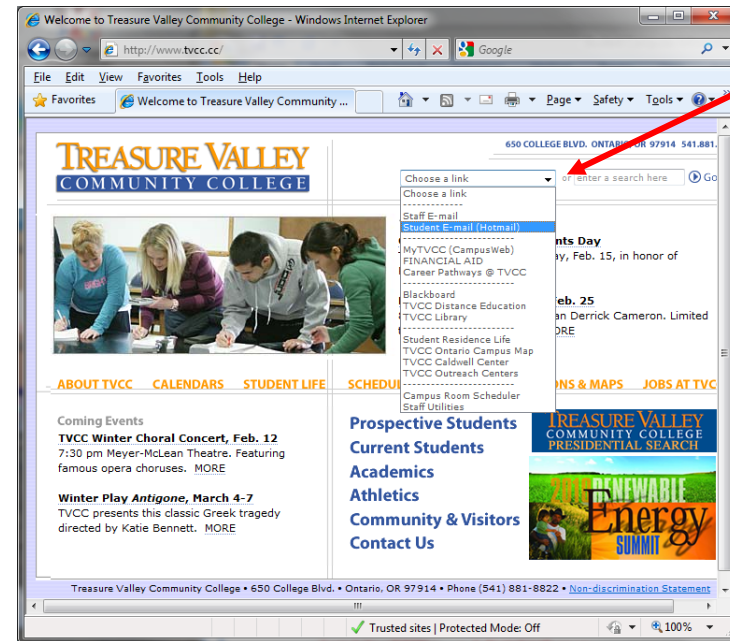 Welcome to Treasure Valley Community College - Windows Internet Explorer
http://www.tvcc.cc/
Google
File Edit View Favorites Tools Help
Favorites
Welcome to Treasure Valley Community ...
Page Safety Tools
650 COLLEGE BLVD. ONTARIO, OR 97914 541.881.
TREASURE VALLEY
COMMUNITY COLLEGE
Choose a link
or enter a search here Go
Choose a link
-------------
Staff E-mail
Student E-mail (Hotmail)
-------------------------
MyTVCC (CampusWeb)
FINANCIAL AID
Career Pathways @ TVCC
-------------------------
Blackboard
TVCC Distance Education
TVCC Library
-------------------------
Student Residence Life
TVCC Ontario Campus Map
TVCC Caldwell Center
TVCC Outreach Centers
-------------------------
Campus Room Scheduler
Staff Utilities
nts Day
ay, Feb. 15, in honor of
eb. 25
an Derrick Cameron. Limited
ORE
ABOUT TVCC CALENDARS STUDENT LIFE SCHEDU NS & MAPS JOBS AT TVC
Coming Events
TVCC Winter Choral Concert, Feb. 12
7:30 pm Meyer-McLean Theatre. Featuring
famous opera choruses. MORE
Winter Play Antigone, March 4-7
TVCC presents this classic Greek tragedy
directed by Katie Bennett. MORE
Prospective Students
Current Students
Academics
Athletics
Community & Visitors
Contact Us
TREASURE VALLEY
COMMUNITY COLLEGE
PRESIDENTIAL SEARCH
2010 RENEWABLE
Energy
SUMMIT
Treasure Valley Community College • 650 College Blvd. • Ontario, OR 97914 • Phone (541) 881-8822 • Non-discrimination Statement
Trusted sites | Protected Mode: Off
100%